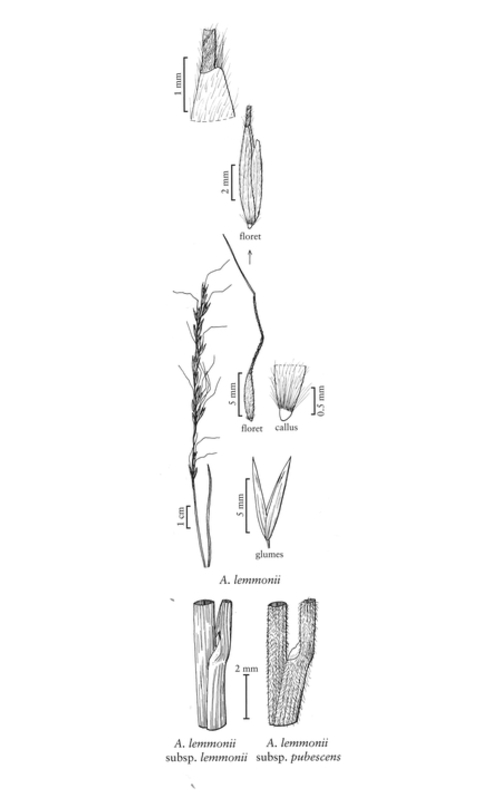 1 mm
2 mm
floret
5 mm
0.5 mm
floret
callus
1 cm
5 mm
glumes
A. lemmonii
2 mm
A. lemmonii
subsp. lemmonii
A. lemmonii
subsp. pubescens